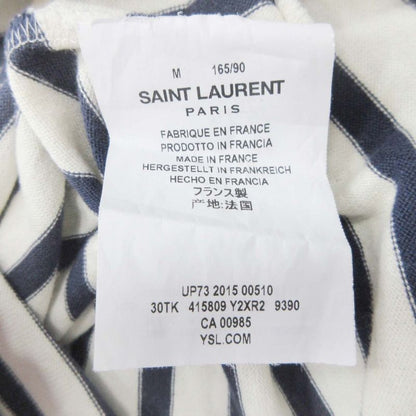 M 165/90
SAINT LAURENT
PARIS
FABRIQUE EN FRANCE
PRODOTTO IN FRANCIA
MADE IN FRANCE
HERGESTELLT IN FRANKREICH
HECHO EN FRANCIA
フランス製
产地:法国
UP73 2015 00510
30TK 415809 Y2XR2 9390
CA 00985
YSL.COM